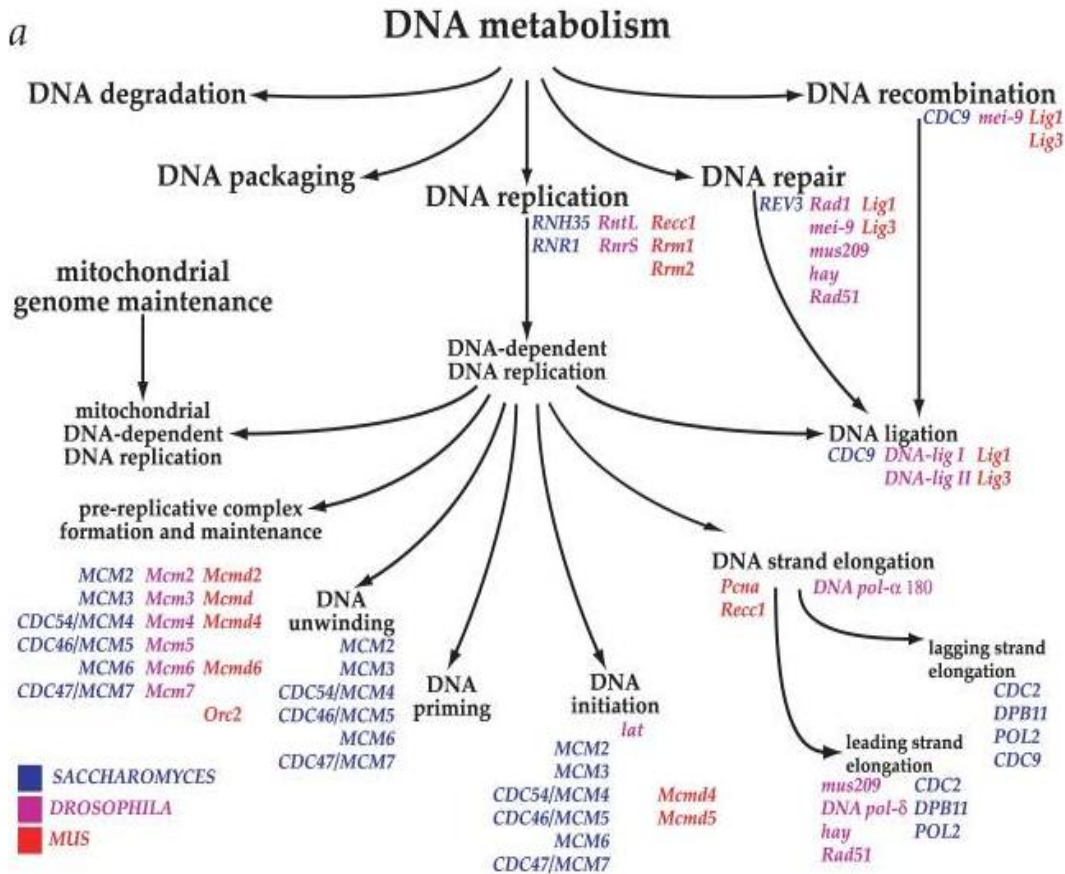 a
DNA metabolism
DNA degradation
DNA recombination
CDC9 mei-9 Lig1
Lig3
DNA packaging
DNA replication
RNH35 RntL Recc1
RNR1 RnrS Rrm1
Rrm2
DNA repair
REV3 Rad1 Lig1
mei-9 Lig3
mus209
hay
Rad51
mitochondrial
genome maintenance
DNA-dependent
DNA replication
mitochondrial
DNA-dependent
DNA replication
DNA ligation
CDC9 DNA-lig I Lig1
DNA-lig II Lig3
pre-replicative complex
formation and maintenance
MCM2 Mcm2 Mcmd2
MCM3 Mcm3 Mcmd
CDC54/MCM4 Mcm4 Mcmd4
CDC46/MCM5 Mcm5
MCM6 Mcm6 Mcmd6
CDC47/MCM7 Mcm7
Orc2
DNA
unwinding
MCM2
MCM3
CDC54/MCM4
CDC46/MCM5
MCM6
CDC47/MCM7
DNA
priming
DNA
initiation
lat
MCM2
MCM3
CDC54/MCM4 Mcmd4
CDC46/MCM5 Mcmd5
MCM6
CDC47/MCM7
DNA strand elongation
Pcna DNA pol-α 180
Recc1
lagging strand
elongation
CDC2
DPB11
POL2
CDC9
leading strand
elongation
mus209 CDC2
DNA pol-δ DPB11
hay POL2
Rad51
SACCHAROMYCES
DROSOPHILA
MUS